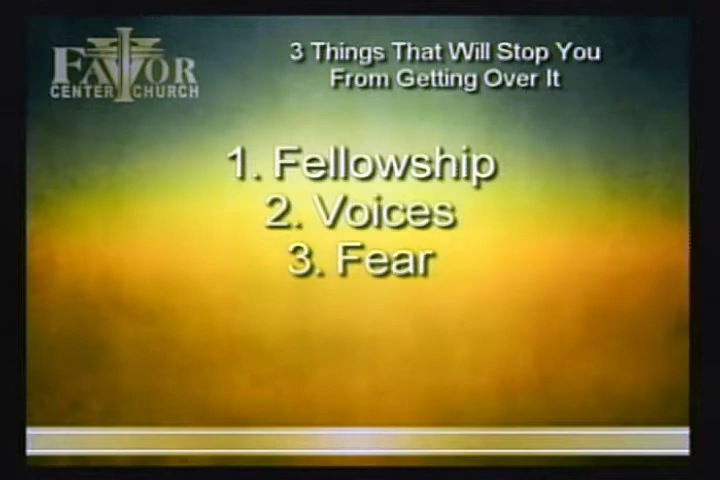 FAVOR
CENTER CHURCH
3 Things That Will Stop You
From Getting Over It
1. Fellowship
2. Voices
3. Fear